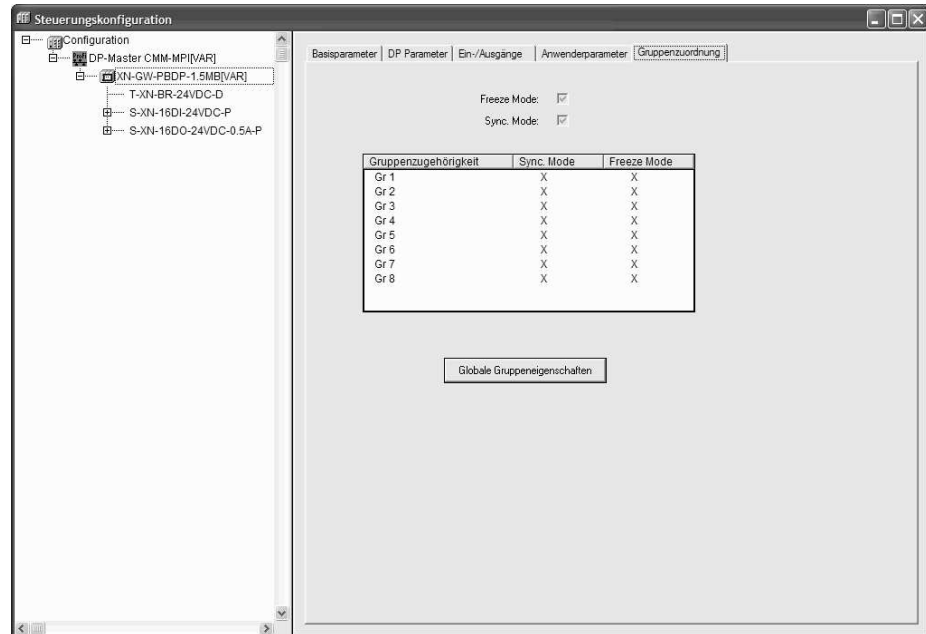 Steuerungskonfiguration
Configuration
DP-Master CMM-MPI[VAR]
XN-GW-PBDP-1.5MB[VAR]
T-XN-BR-24VDC-D
S-XN-16DI-24VDC-P
S-XN-16DO-24VDC-0.5A-P
Basisparameter DP Parameter Ein-/Ausgänge Anwenderparameter Gruppenzuordnung
Freeze Mode:
Sync. Mode:
Gruppenzugehörigkeit Sync. Mode Freeze Mode
Gr 1 X X
Gr 2 X X
Gr 3 X X
Gr 4 X X
Gr 5 X X
Gr 6 X X
Gr 7 X X
Gr 8 X X
Globale Gruppeneigenschaften